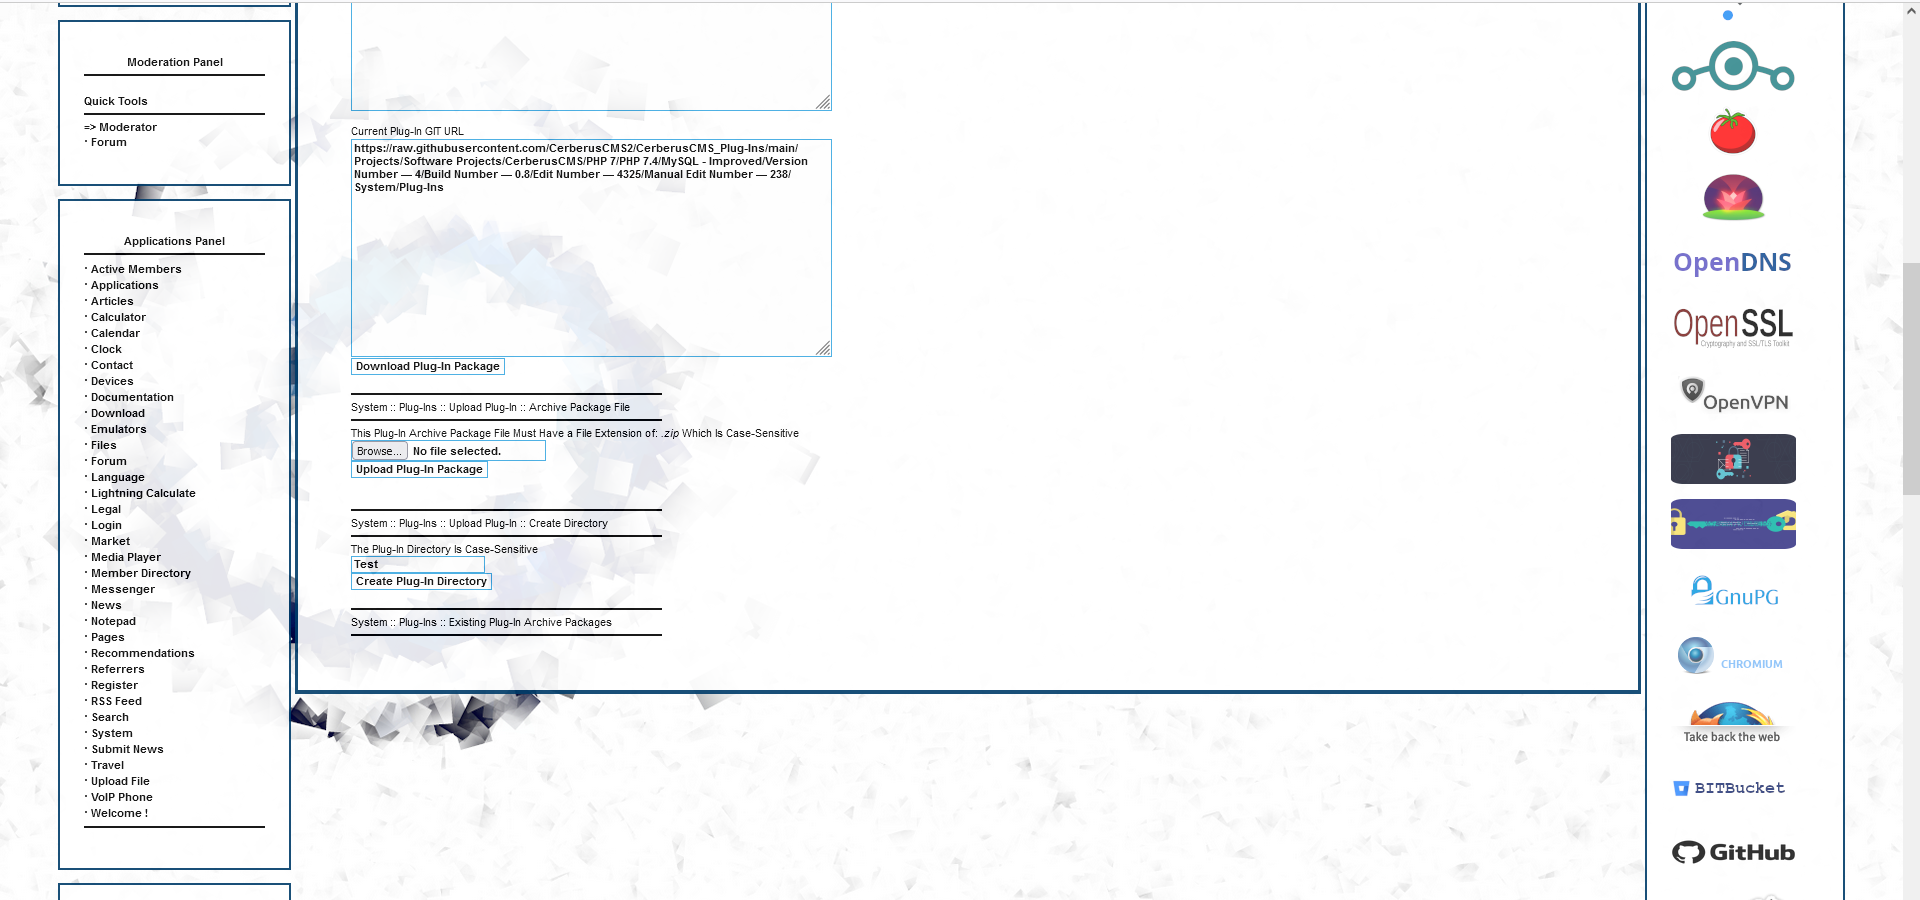 Moderation Panel
Quick Tools
=> Moderator
· Forum
Applications Panel
· Active Members
· Applications
· Articles
· Calculator
· Calendar
· Clock
· Contact
· Devices
· Documentation
· Download
· Emulators
· Files
· Forum
· Language
· Lightning Calculate
· Legal
· Login
· Market
· Media Player
· Member Directory
· Messenger
· News
· Notepad
· Pages
· Recommendations
· Referrers
· Register
· RSS Feed
· Search
· System
· Submit News
· Travel
· Upload File
· VoIP Phone
· Welcome !
Current Plug-In GIT URL
https://raw.githubusercontent.com/CerberusCMS2/CerberusCMS_Plug-Ins/main/
Projects/Software Projects/CerberusCMS/PHP 7/PHP 7.4/MySQL - Improved/Version
Number — 4/Build Number — 0.8/Edit Number — 4325/Manual Edit Number — 238/
System/Plug-Ins
Download Plug-In Package
System :: Plug-Ins :: Upload Plug-In :: Archive Package File
This Plug-In Archive Package File Must Have a File Extension of: .zip Which Is Case-Sensitive
Browse... No file selected.
Upload Plug-In Package
System :: Plug-Ins :: Upload Plug-In :: Create Directory
The Plug-In Directory Is Case-Sensitive
Test
Create Plug-In Directory
System :: Plug-Ins :: Existing Plug-In Archive Packages
OpenDNS
OpenSSL
Cryptography and SSL/TLS Toolkit
OpenVPN
GnuPG
CHROMIUM
Take back the web
BITBucket
GitHub